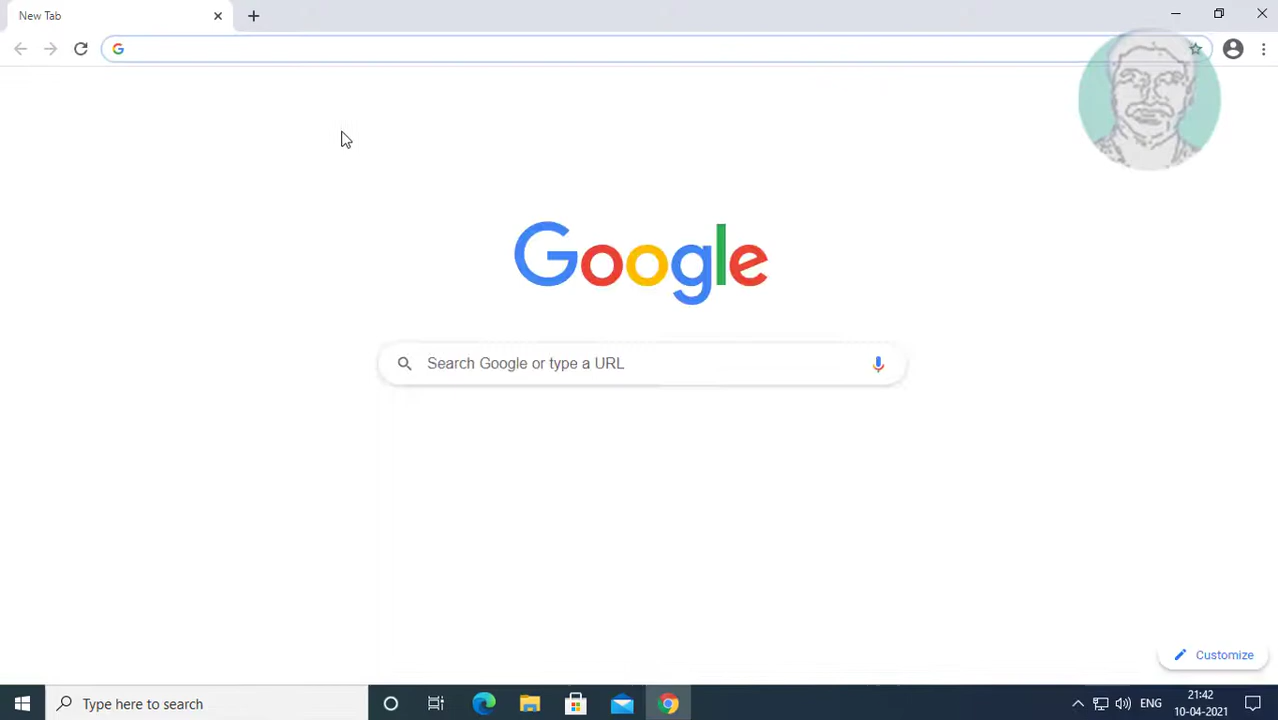 New Tab
Google
Search Google or type a URL
Customize
Type here to search
ENG
21:42
10-04-2021